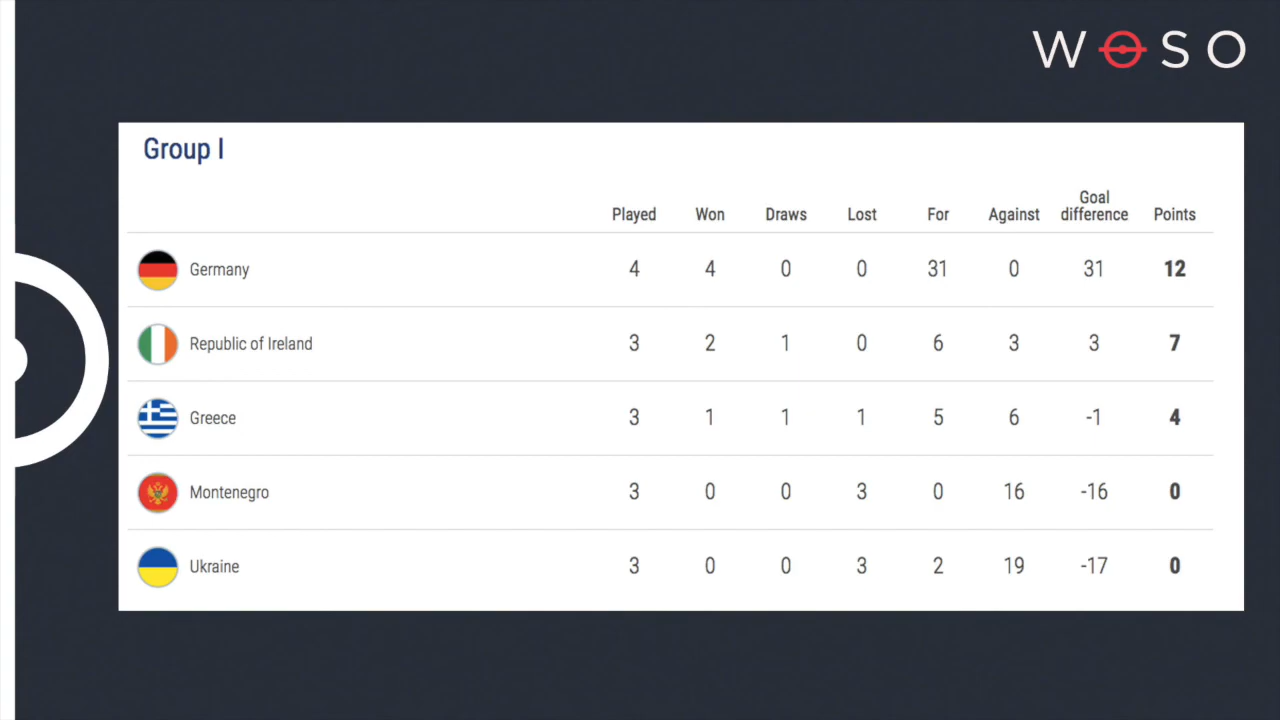 WOSO
Group I
Played Won Draws Lost For Against Goal difference Points
Germany 4 4 0 0 31 0 31 12
Republic of Ireland 3 2 1 0 6 3 3 7
Greece 3 1 1 1 5 6 -1 4
Montenegro 3 0 0 3 0 16 -16 0
Ukraine 3 0 0 3 2 19 -17 0